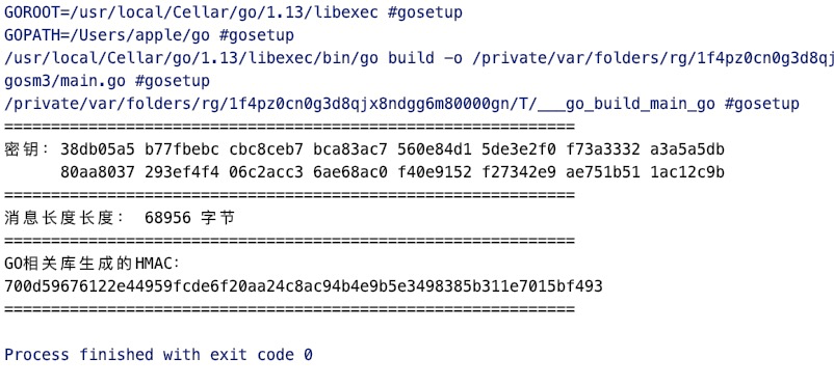 GOROOT=/usr/local/Cellar/go/1.13/libexec #gosetup
GOPATH=/Users/apple/go #gosetup
/usr/local/Cellar/go/1.13/libexec/bin/go build -o /private/var/folders/rg/1f4pz0cn0g3d8qj
gosm3/main.go #gosetup
/private/var/folders/rg/1f4pz0cn0g3d8qjx8ndgg6m80000gn/T/___go_build_main_go #gosetup
==============================================================
密钥: 38db05a5 b77fbebc cbc8ceb7 bca83ac7 560e84d1 5de3e2f0 f73a3332 a3a5a5db
80aa8037 293ef4f4 06c2acc3 6ae68ac0 f40e9152 f27342e9 ae751b51 1ac12c9b
==============================================================
消息长度长度: 68956 字节
==============================================================
GO相关库生成的HMAC:
700d59676122e44959fcde6f20aa24c8ac94b4e9b5e3498385b311e7015bf493
==============================================================
Process finished with exit code 0